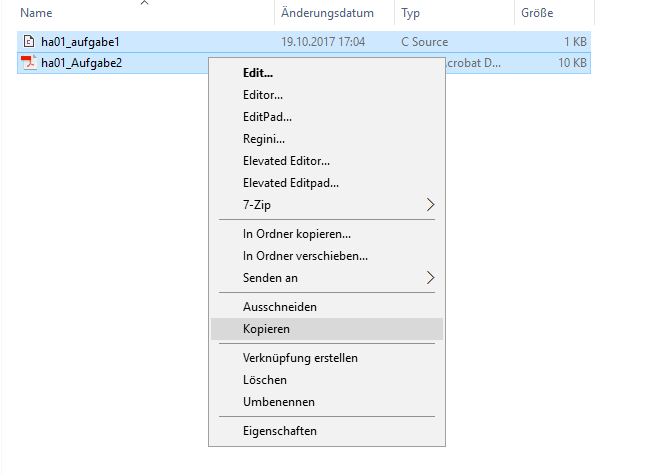 Name Änderungsdatum Typ Größe
ha01_aufgabe1 19.10.2017 17:04 C Source 1 KB
ha01_Aufgabe2 Acrobat D... 10 KB
Edit...
Editor...
EditPad...
Regini...
Elevated Editor...
Elevated Editpad...
7-Zip
In Ordner kopieren...
In Ordner verschieben...
Senden an
Ausschneiden
Kopieren
Verknüpfung erstellen
Löschen
Umbenennen
Eigenschaften